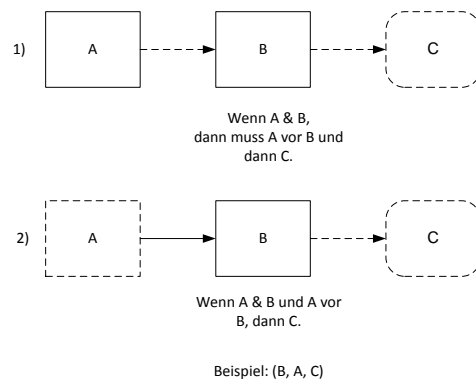 1)
A
B
C
Wenn A & B,
dann muss A vor B und
dann C.
2)
A
B
C
Wenn A & B und A vor
B, dann C.
Beispiel: (B, A, C)